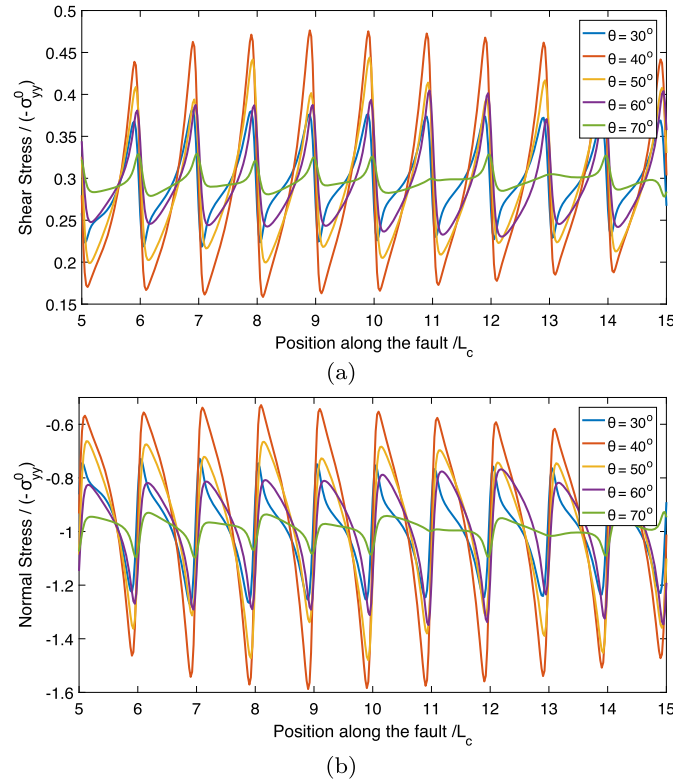 0.5
0.45
0.4
0.35
0.3
0.25
0.2
0.15
Shear Stress / (-σ⁰yy)
θ = 30°
θ = 40°
θ = 50°
θ = 60°
θ = 70°
5 6 7 8 9 10 11 12 13 14 15
Position along the fault /Lc
(a)
-0.6
-0.8
-1
-1.2
-1.4
-1.6
Normal Stress / (-σ⁰yy)
θ = 30°
θ = 40°
θ = 50°
θ = 60°
θ = 70°
5 6 7 8 9 10 11 12 13 14 15
Position along the fault /Lc
(b)